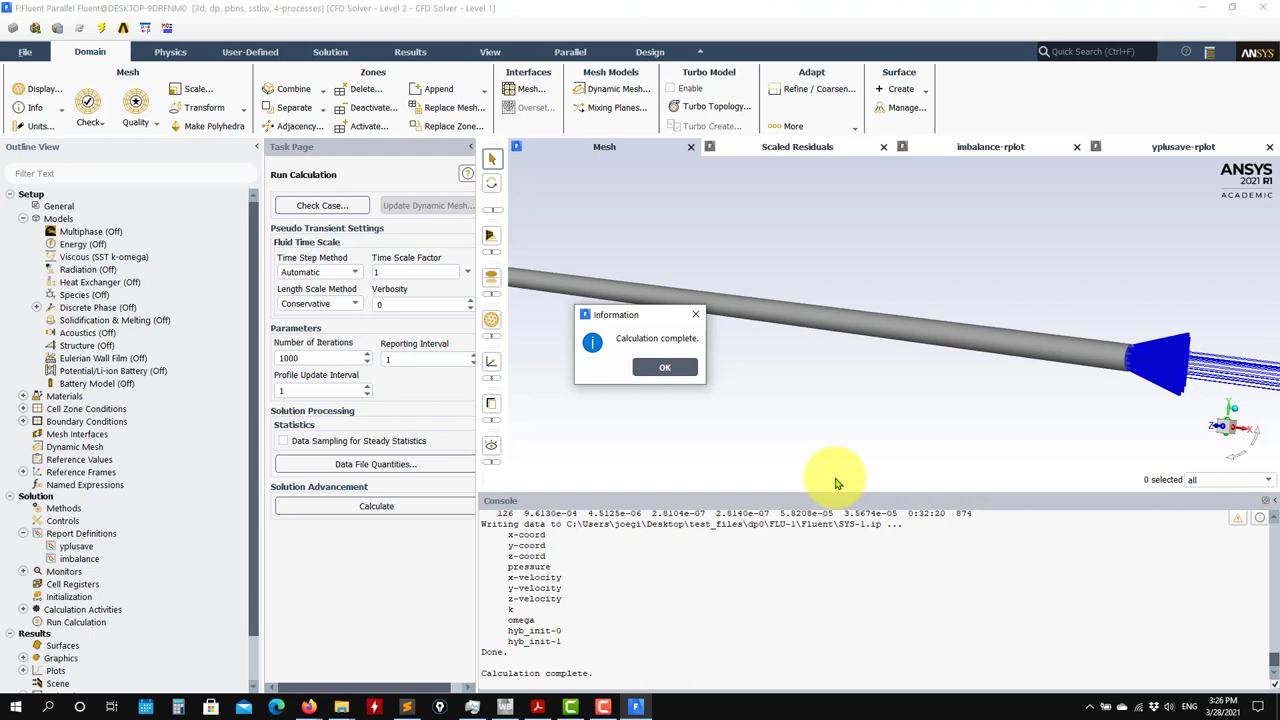 F:Fluent Parallel Fluent@DESKTOP-9DRFNM0 [3d, dp, pbns, sstkw, 4-processes] [CFD Solver - Level 2 - CFD Solver - Level 1]
File Domain Physics User-Defined Solution Results View Parallel Design
Quick Search (Ctrl+F)
ANSYS
Mesh Zones Interfaces Mesh Models Turbo Model Adapt Surface
Display... Scale... Combine Delete... Append Mesh... Dynamic Mesh... Enable Refine / Coarsen... Create
Info Check Quality Transform Separate Deactivate... Replace Mesh... Overset... Mixing Planes... Turbo Topology... Manage...
Units... Make Polyhedra Adjacency... Activate... Replace Zone... Turbo Create... More
Outline View
Filter Text
Setup
General
Models
Multiphase (Off)
Energy (Off)
Viscous (SST k-omega)
Radiation (Off)
Heat Exchanger (Off)
Species (Off)
Discrete Phase (Off)
Solidification & Melting (Off)
Acoustics (Off)
Structure (Off)
Eulerian Wall Film (Off)
Potential/Li-ion Battery (Off)
Battery Model (Off)
Materials
Cell Zone Conditions
Boundary Conditions
Mesh Interfaces
Dynamic Mesh
Reference Values
Reference Frames
Named Expressions
Solution
Methods
Controls
Report Definitions
yplusave
imbalance
Monitors
Cell Registers
Initialization
Calculation Activities
Run Calculation
Results
Surfaces
Graphics
Plots
Scene
Task Page
Run Calculation
Check Case... Update Dynamic Mesh...
Pseudo Transient Settings
Fluid Time Scale
Time Step Method Time Scale Factor
Automatic 1
Length Scale Method Verbosity
Conservative 0
Parameters
Number of Iterations Reporting Interval
1000 1
Profile Update Interval
1
Solution Processing
Statistics
Data Sampling for Steady Statistics
Data File Quantities...
Solution Advancement
Calculate
Mesh Scaled Residuals imbalance-rplot yplusave-rplot
ANSYS
2021 R1
ACADEMIC
Information
Calculation complete.
OK
Y
Z X
0 selected all
Console
126 9.6130e-04 4.5125e-06 2.8104e-07 2.8140e-07 5.8208e-05 3.5674e-05 0:32:20 874
Writing data to C:\Users\joegi\Desktop\test_files\dp0\FLU-1\Fluent\SYS-1.ip ...
x-coord
y-coord
z-coord
pressure
x-velocity
y-velocity
z-velocity
k
omega
hyb_init-0
hyb_init-1
Done.
Calculation complete.
ENG
3:26 PM
3/28/2021